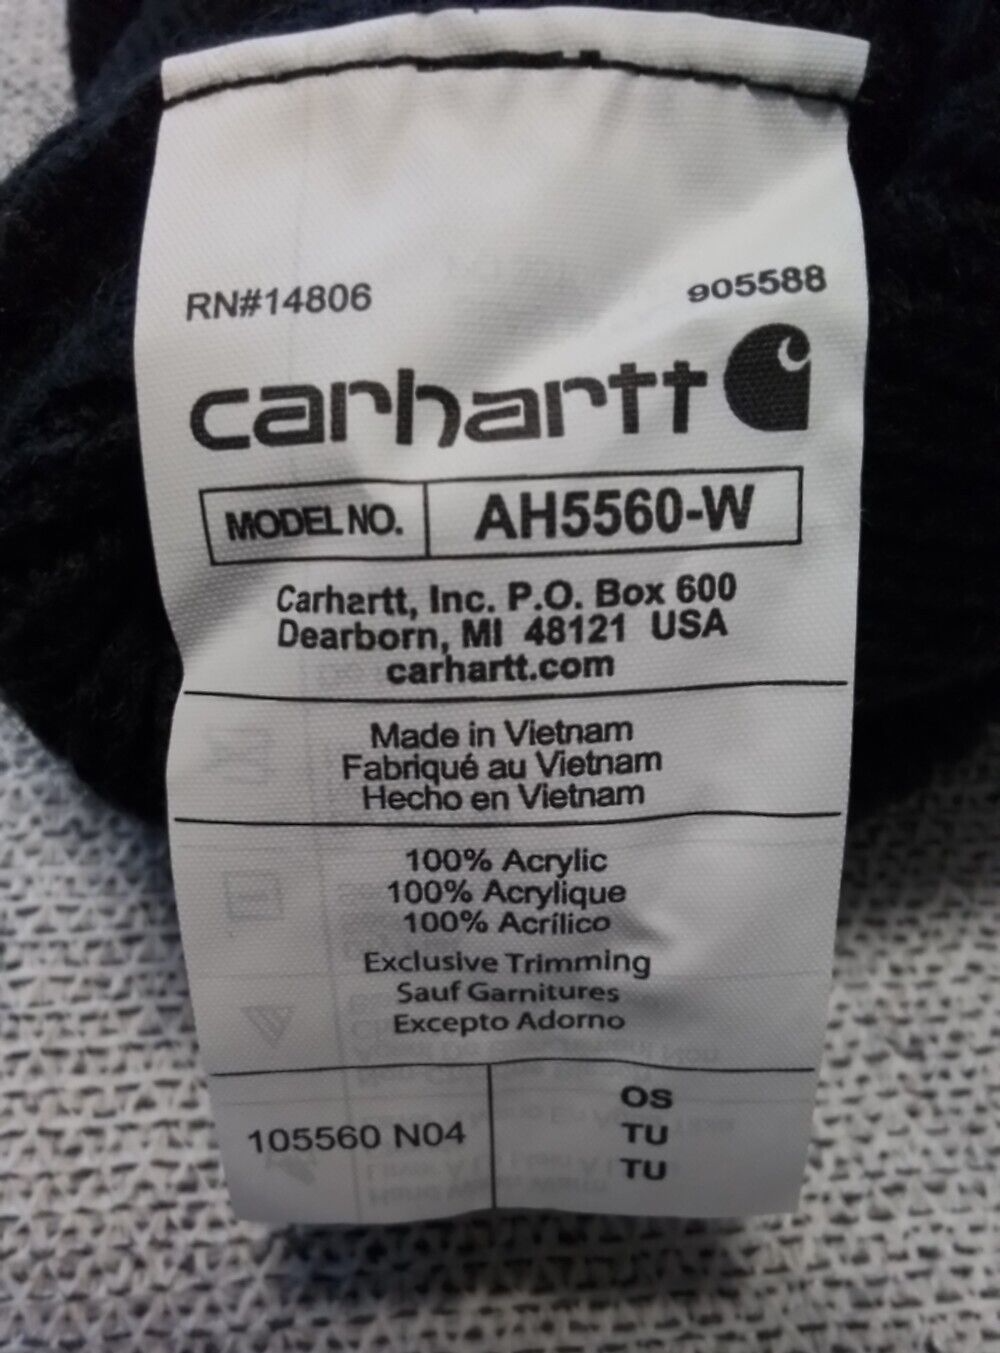 RN#14806 905588
carhartt
MODEL NO. AH5560-W
Carhartt, Inc. P.O. Box 600
Dearborn, MI 48121 USA
carhartt.com
Made in Vietnam
Fabriqué au Vietnam
Hecho en Vietnam
100% Acrylic
100% Acrylique
100% Acrílico
Exclusive Trimming
Sauf Garnitures
Excepto Adorno
105560 N04
OS
TU
TU